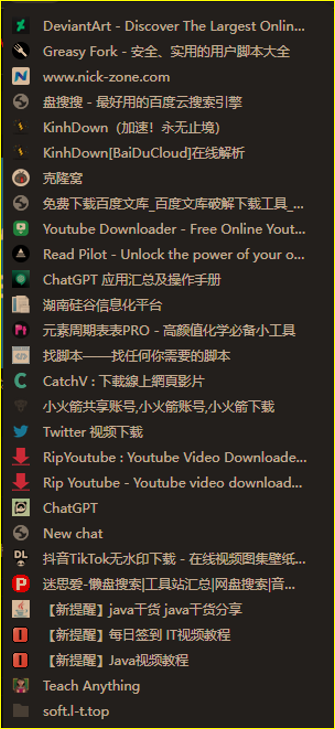 DeviantArt - Discover The Largest Onlin...
Greasy Fork - 安全、实用的用户脚本大全
www.nick-zone.com
盘搜搜 - 最好用的百度云搜索引擎
KinhDown（加速！永无止境）
KinhDown[BaiDuCloud]在线解析
克隆窝
免费下载百度文库_百度文库破解下载工具_...
Youtube Downloader - Free Online Yout...
Read Pilot - Unlock the power of your o...
ChatGPT 应用汇总及操作手册
湖南硅谷信息化平台
元素周期表表PRO - 高颜值化学必备小工具
找脚本——找任何你需要的脚本
CatchV : 下載線上網頁影片
小火箭共享账号,小火箭账号,小火箭下载
Twitter 视频下载
RipYoutube : Youtube Video Downloade...
Rip Youtube - Youtube video download...
ChatGPT
New chat
DL
抖音TikTok无水印下载 - 在线视频图集壁纸...
迷思爱-懒盘搜索|工具站汇总|网盘搜索|音...
【新提醒】java干货 java干货分享
【新提醒】每日签到 IT视频教程
【新提醒】Java视频教程
Teach Anything
soft.l-t.top